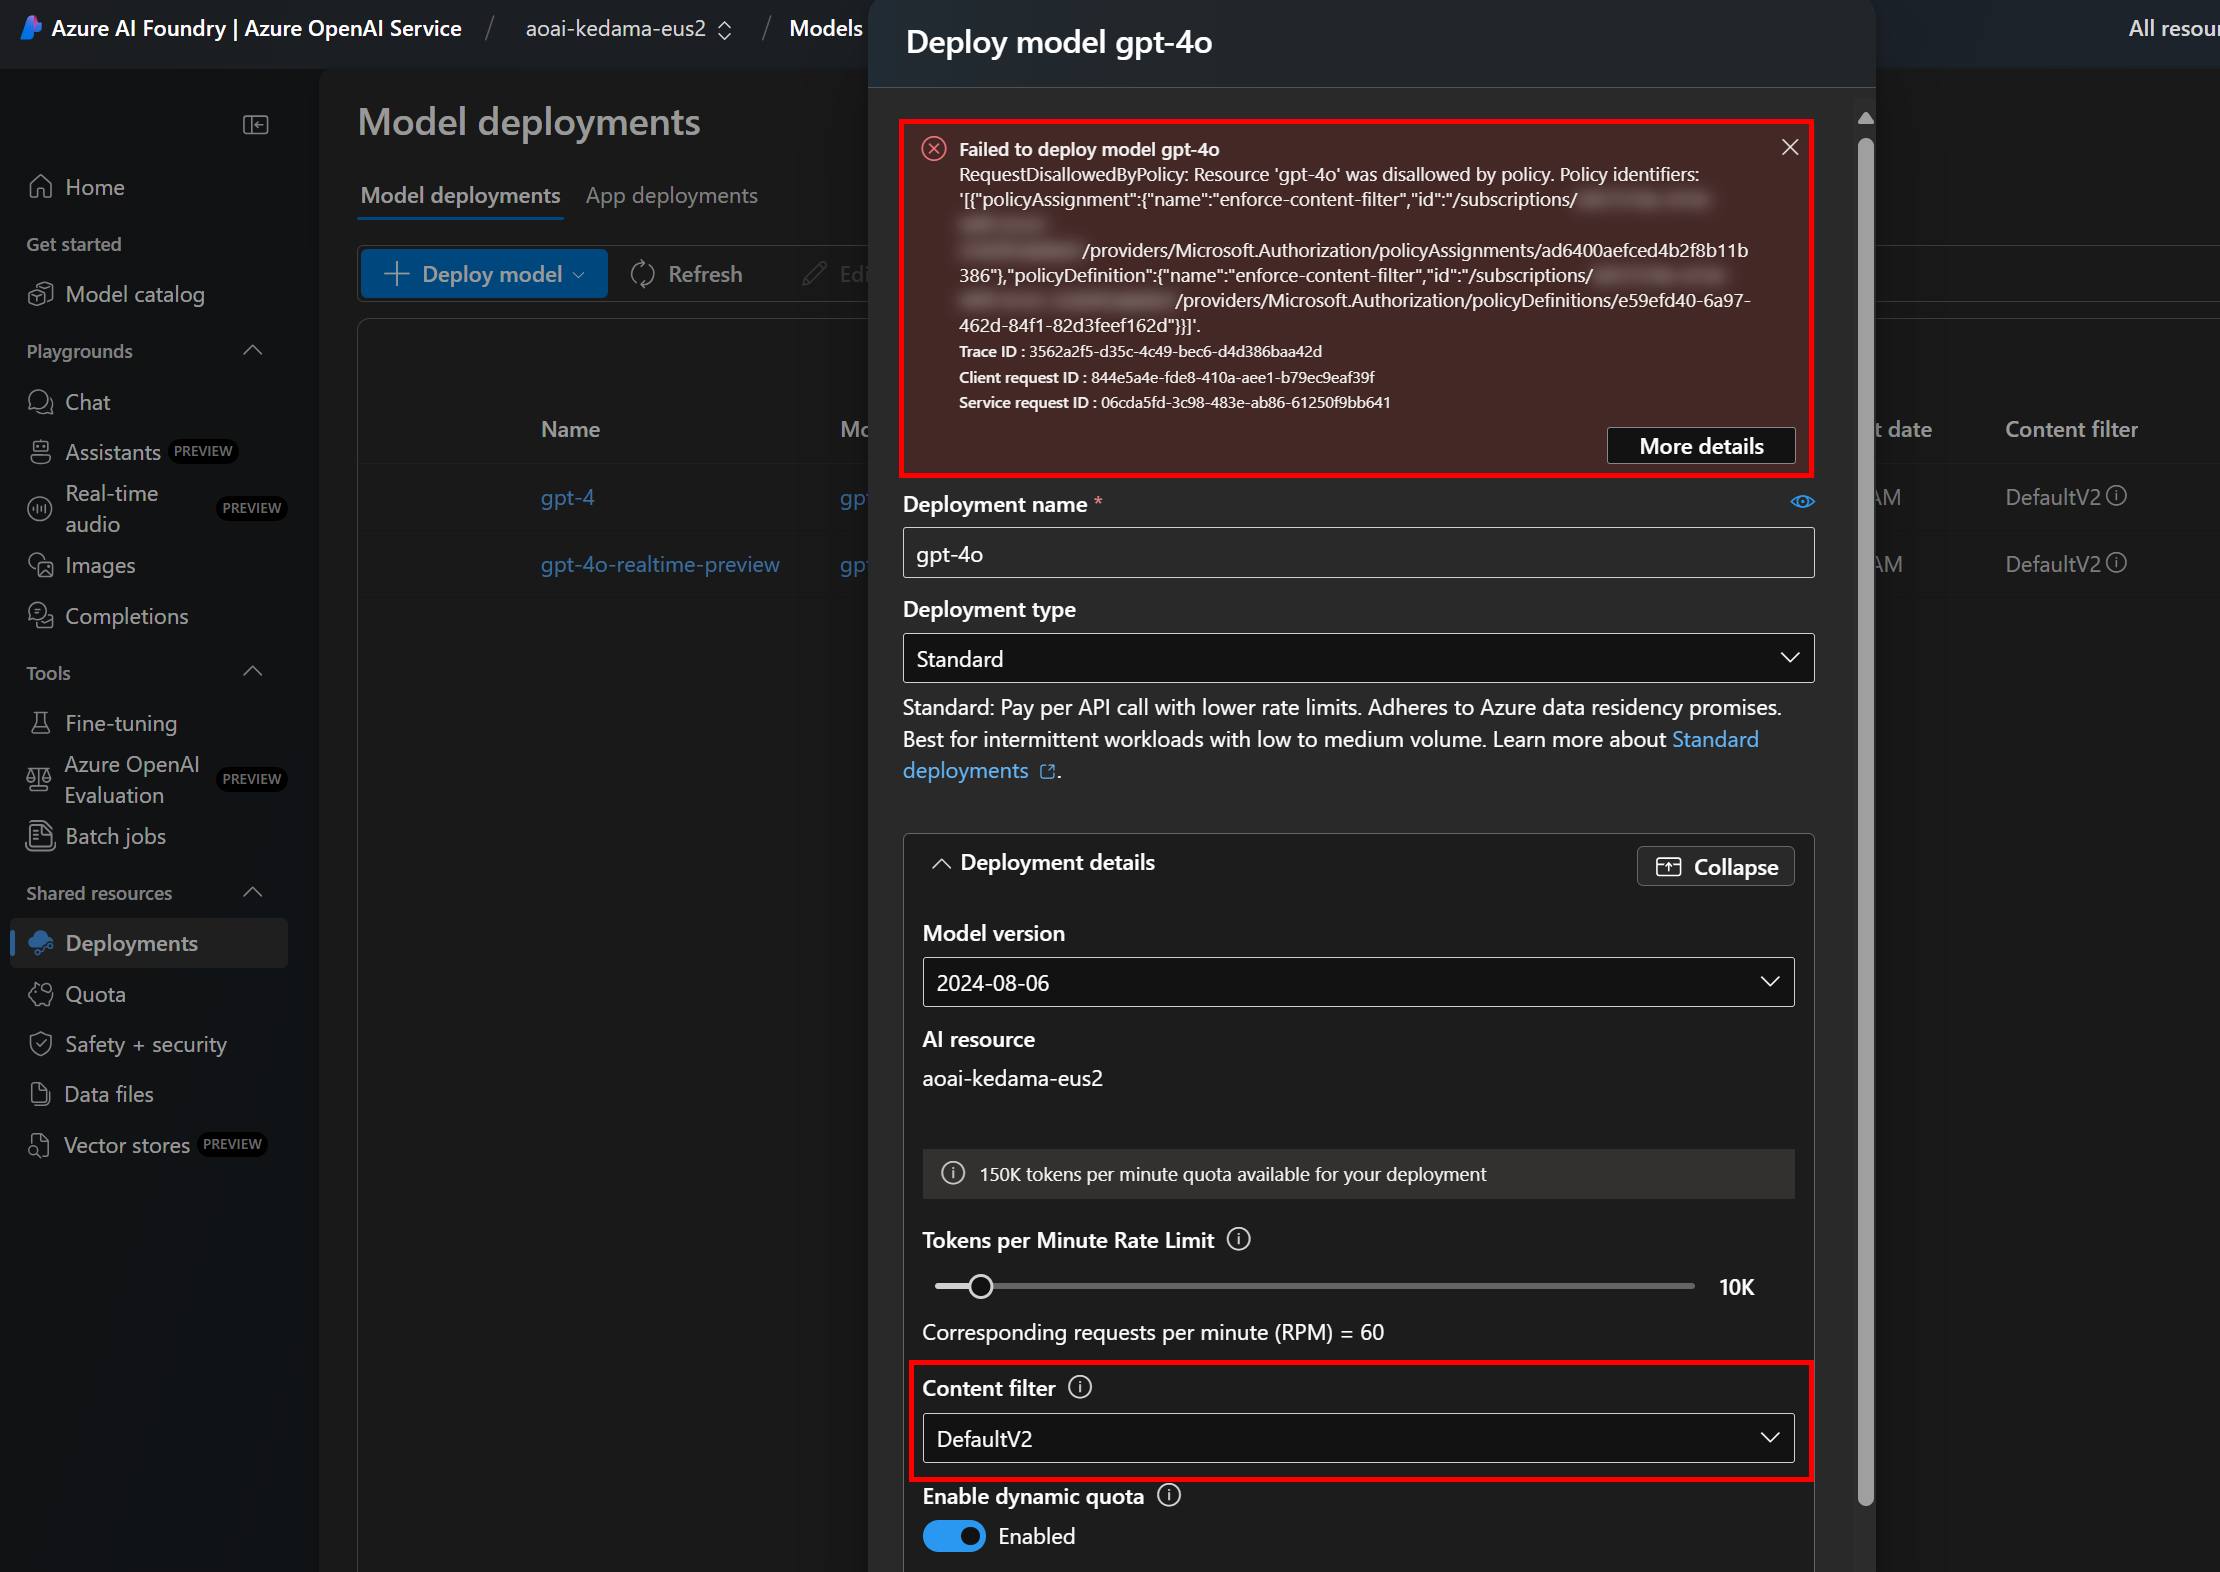 Azure AI Foundry | Azure OpenAI Service / aoai-kedama-eus2 / Models
All resou
Home
Get started
Model catalog
Playgrounds
Chat
Assistants PREVIEW
Real-time
audio PREVIEW
Images
Completions
Tools
Fine-tuning
Azure OpenAI
Evaluation PREVIEW
Batch jobs
Shared resources
Deployments
Quota
Safety + security
Data files
Vector stores PREVIEW
Model deployments
Model deployments App deployments
Deploy model Refresh Edi
Name Mo
gpt-4 gp
gpt-4o-realtime-preview gp
t date Content filter
AM DefaultV2
AM DefaultV2
Deploy model gpt-4o
Failed to deploy model gpt-4o
RequestDisallowedByPolicy: Resource 'gpt-4o' was disallowed by policy. Policy identifiers:
'[{"policyAssignment":{"name":"enforce-content-filter","id":"/subscriptions/
/providers/Microsoft.Authorization/policyAssignments/ad6400aefced4b2f8b11b
386"},"policyDefinition":{"name":"enforce-content-filter","id":"/subscriptions/
/providers/Microsoft.Authorization/policyDefinitions/e59efd40-6a97-
462d-84f1-82d3feef162d"}}]'.
Trace ID : 3562a2f5-d35c-4c49-bec6-d4d386baa42d
Client request ID : 844e5a4e-fde8-410a-aee1-b79ec9eaf39f
Service request ID : 06cda5fd-3c98-483e-ab86-61250f9bb641
More details
Deployment name *
gpt-4o
Deployment type
Standard
Standard: Pay per API call with lower rate limits. Adheres to Azure data residency promises.
Best for intermittent workloads with low to medium volume. Learn more about Standard
deployments .
Deployment details Collapse
Model version
2024-08-06
AI resource
aoai-kedama-eus2
150K tokens per minute quota available for your deployment
Tokens per Minute Rate Limit
10K
Corresponding requests per minute (RPM) = 60
Content filter
DefaultV2
Enable dynamic quota
Enabled